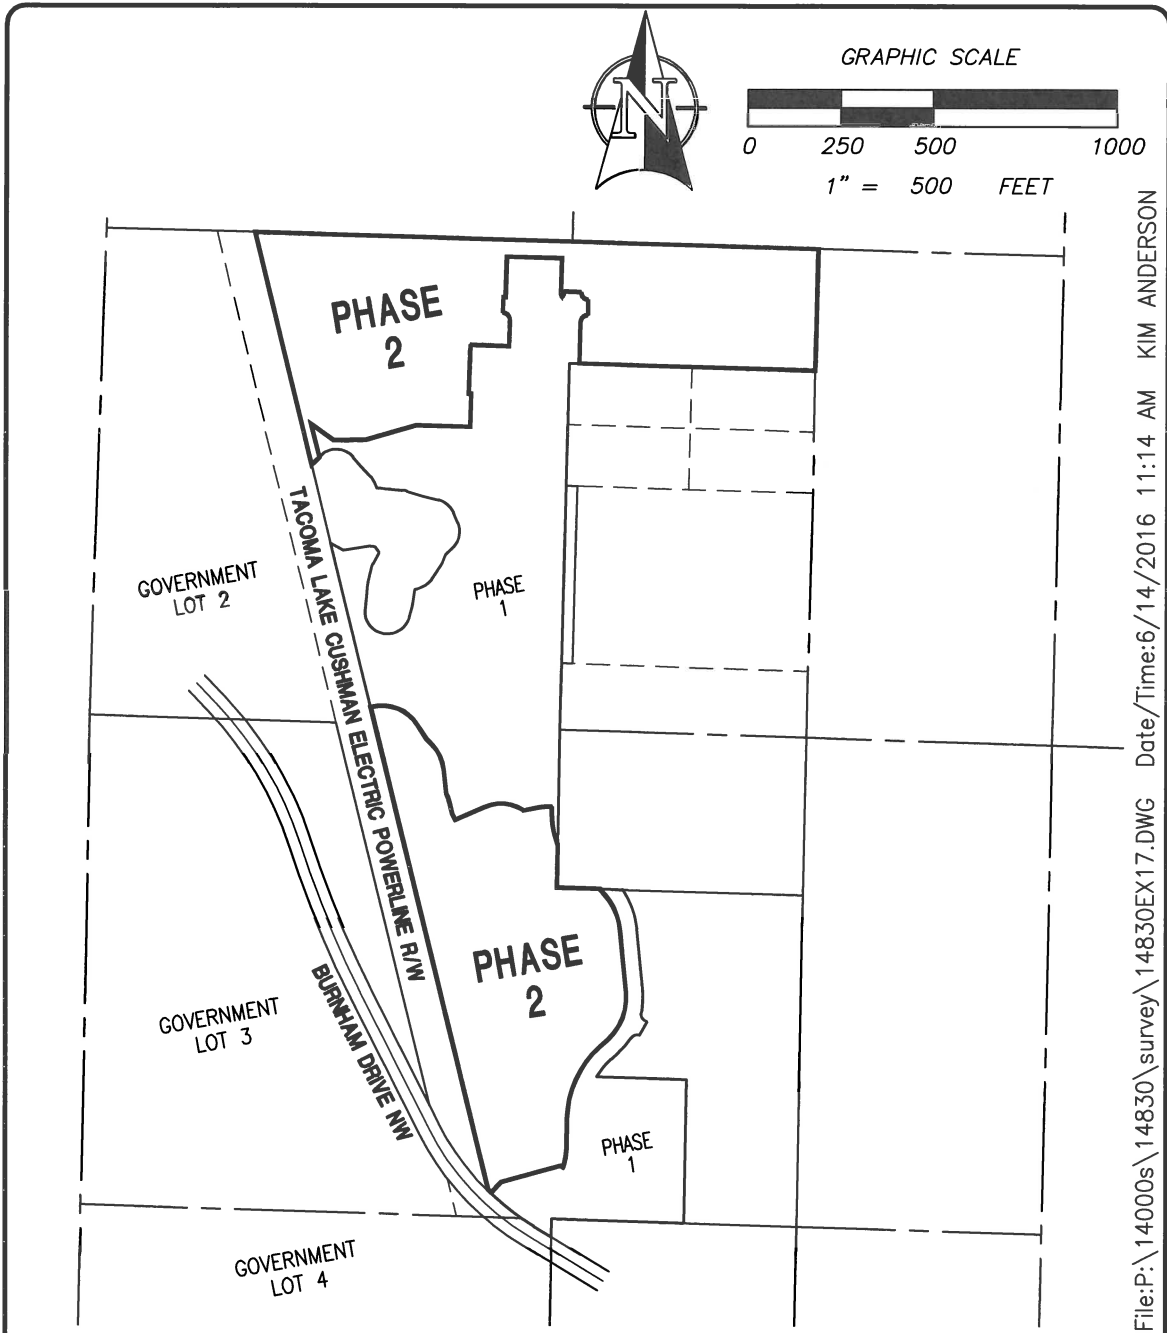 N
GRAPHIC SCALE
0 250 500 1000
1" = 500 FEET
PHASE
2
TACOMA LAKE CUSHMAN ELECTRIC POWERLINE R/W
GOVERNMENT
LOT 2
PHASE
1
PHASE
2
GOVERNMENT
LOT 3
BURNHAM DRIVE NW
PHASE
1
GOVERNMENT
LOT 4
File:P:\14000s\14830\survey\14830EX17.DWG Date/Time:6/14/2016 11:14 AM KIM ANDERSON